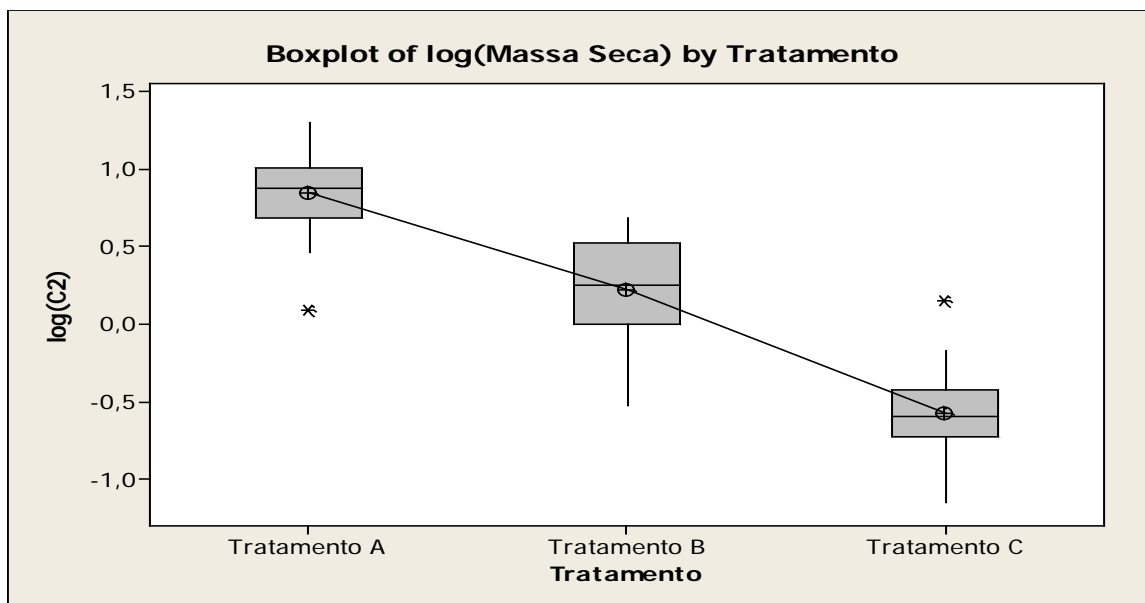 Boxplot of log(Massa Seca) by Tratamento
1,5
1,0
0,5
0,0
-0,5
-1,0
log(C2)
Tratamento A
Tratamento B
Tratamento C
Tratamento